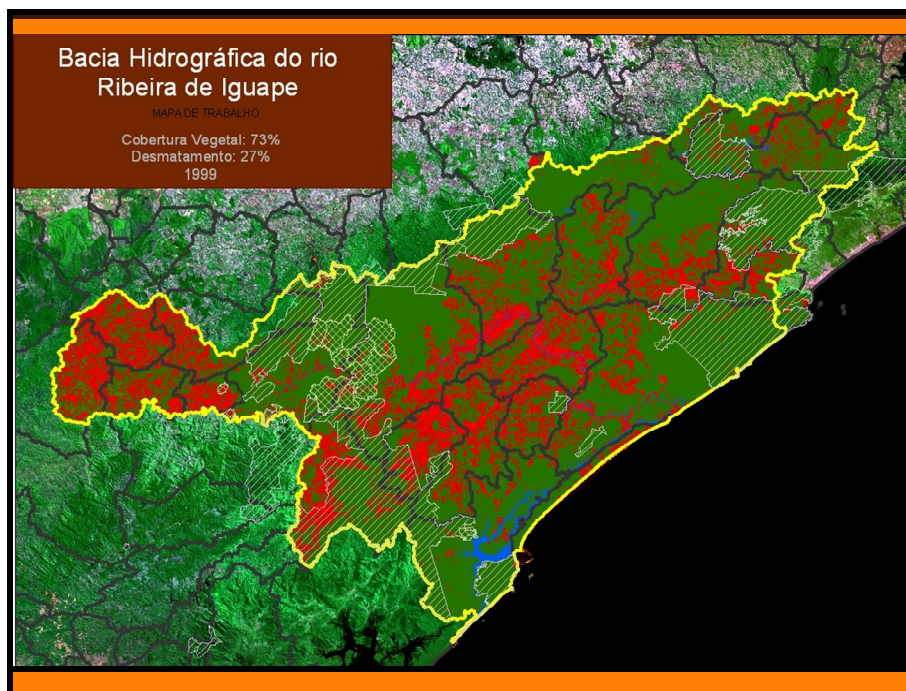 Bacia Hidrográfica do rio
Ribeira de Iguape
MAPA DE TRABALHO
Cobertura Vegetal: 73%
Desmatamento: 27%
1999